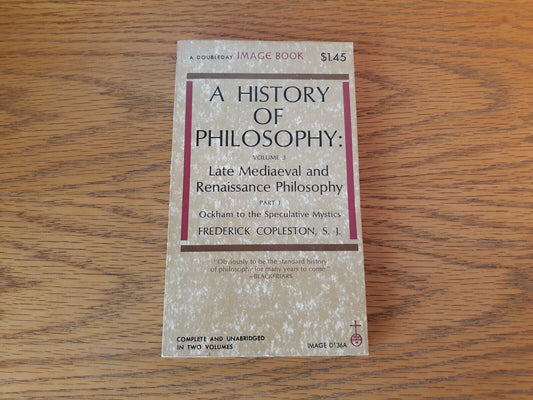 A DOUBLEDAY IMAGE BOOK $1.45
A HISTORY
OF
PHILOSOPHY:
VOLUME 3
Late Mediaeval and
Renaissance Philosophy
PART I
Ockham to the Speculative Mystics
FREDERICK COPLESTON, S. J.
"Obviously to be the standard history
of philosophy for many years to come."
—BLACKFRIARS
COMPLETE AND UNABRIDGED
IN TWO VOLUMES
IMAGE D136A